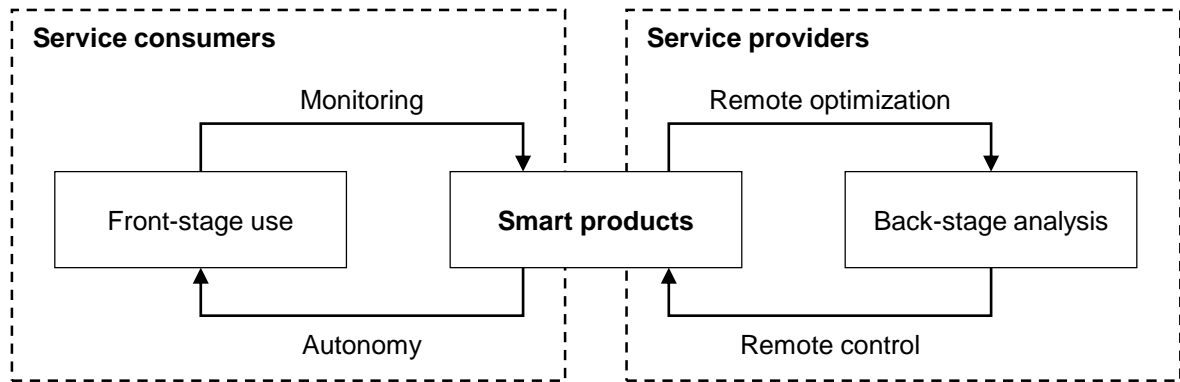 Service consumers
Service providers
Monitoring
Remote optimization
Front-stage use
Smart products
Back-stage analysis
Autonomy
Remote control